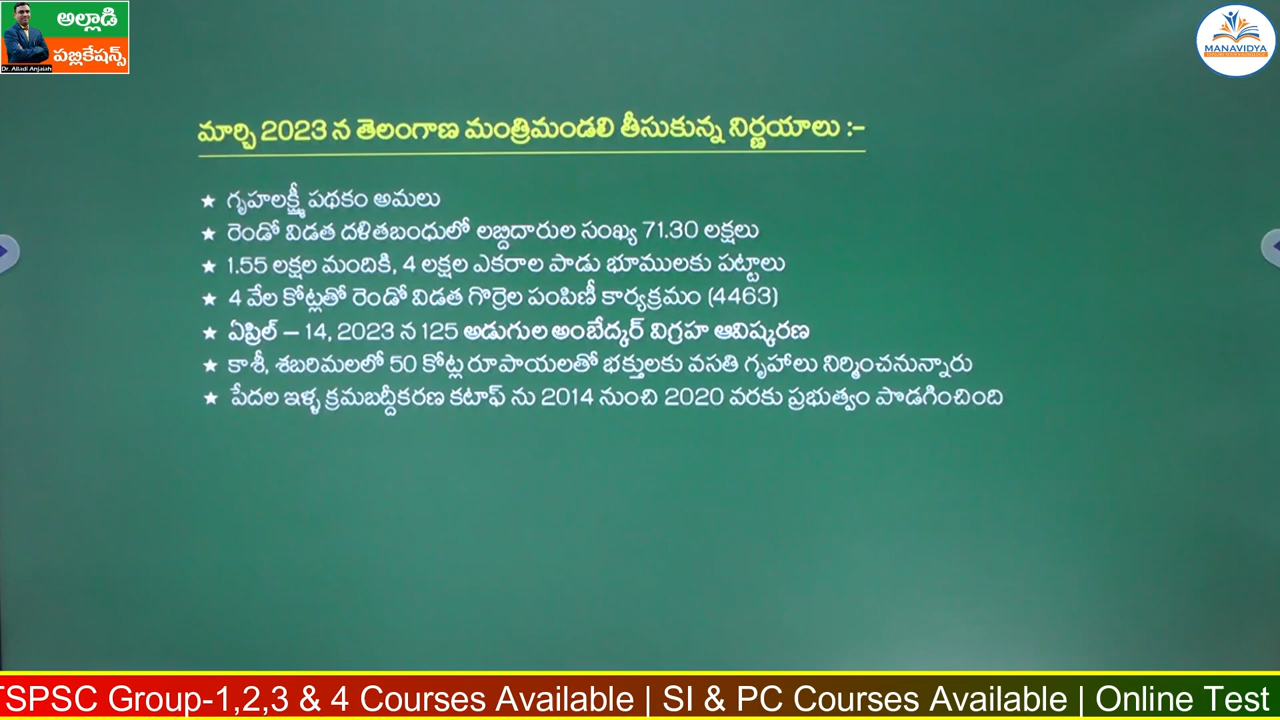 అల్లాడి
పబ్లికేషన్స్
Dr. Alladi Anjaiah
MANAVIDYA
మార్చి 2023 న తెలంగాణ మంత్రిమండలి తీసుకున్న నిర్ణయాలు :-
★ గృహలక్ష్మీ పథకం అమలు
★ రెండో విడత దళితబంధులో లబ్దిదారుల సంఖ్య 71.30 లక్షలు
★ 1.55 లక్షల మందికి, 4 లక్షల ఎకరాల పాడు భూములకు పట్టాలు
★ 4 వేల కోట్లతో రెండో విడత గొర్రెల పంపిణీ కార్యక్రమం (4463)
★ ఏప్రిల్ – 14, 2023 న 125 అడుగుల అంబేద్కర్ విగ్రహ ఆవిష్కరణ
★ కాశీ, శబరిమలలో 50 కోట్ల రూపాయలతో భక్తులకు వసతి గృహాలు నిర్మించనున్నారు
★ పేదల ఇళ్ళ క్రమబద్దీకరణ కటాఫ్ ను 2014 నుంచి 2020 వరకు ప్రభుత్వం పొడగించింది
TSPSC Group-1,2,3 & 4 Courses Available | SI & PC Courses Available | Online Test